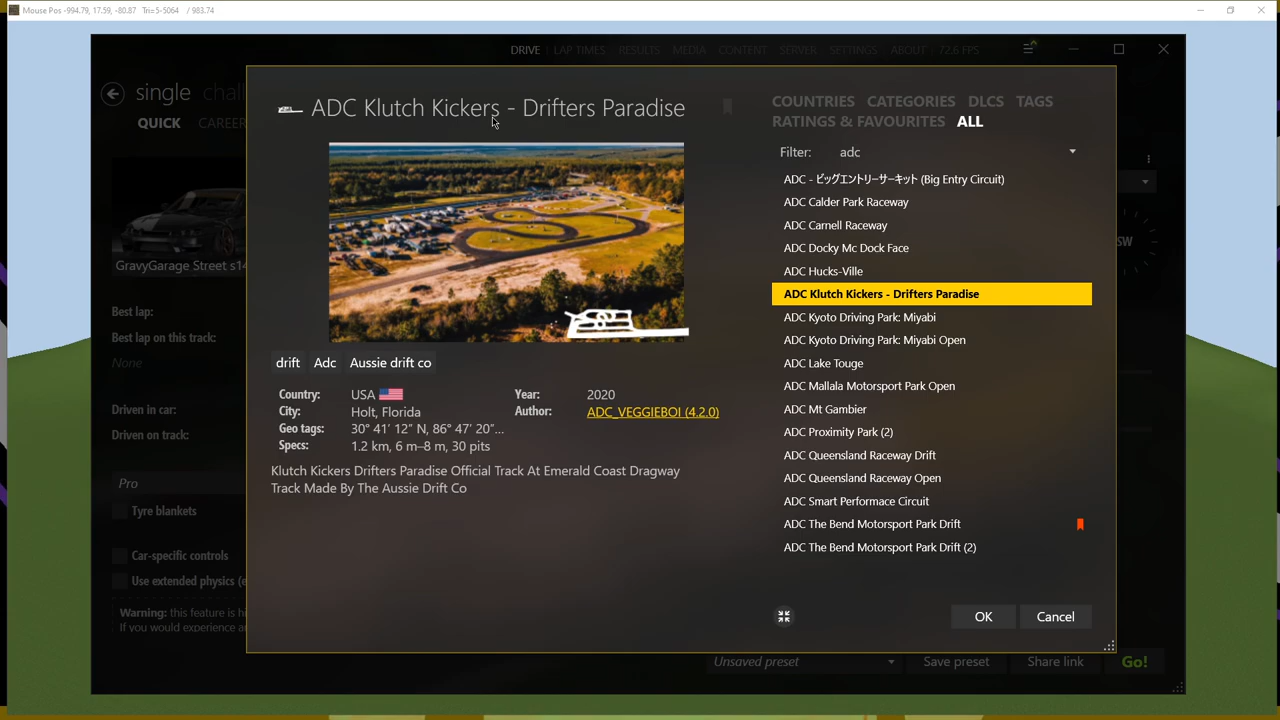 Mouse Pos -994.79, 17.59, -80.87 Tri=5-5064 / 983.74
DRIVE LAP TIMES RESULTS MEDIA CONTENT SERVER SETTINGS ABOUT 72.6 FPS
single chall
QUICK CAREER
GravyGarage Street s14
Best lap:
Best lap on this track:
None
Driven in car:
Driven on track:
Pro
Tyre blankets
Car-specific controls
Use extended physics (e
Warning: this feature is hi
If you would experience a
ADC Klutch Kickers - Drifters Paradise
drift Adc Aussie drift co
Country: USA Year: 2020
City: Holt, Florida Author: ADC_VEGGIEBOI (4.2.0)
Geo tags: 30° 41' 12" N, 86° 47' 20"...
Specs: 1.2 km, 6 m–8 m, 30 pits
Klutch Kickers Drifters Paradise Official Track At Emerald Coast Dragway
Track Made By The Aussie Drift Co
COUNTRIES CATEGORIES DLCS TAGS
RATINGS & FAVOURITES ALL
Filter: adc
ADC - ビッグエントリーサーキット (Big Entry Circuit)
ADC Calder Park Raceway
ADC Carnell Raceway
ADC Docky Mc Dock Face
ADC Hucks-Ville
ADC Klutch Kickers - Drifters Paradise
ADC Kyoto Driving Park: Miyabi
ADC Kyoto Driving Park: Miyabi Open
ADC Lake Touge
ADC Mallala Motorsport Park Open
ADC Mt Gambier
ADC Proximity Park (2)
ADC Queensland Raceway Drift
ADC Queensland Raceway Open
ADC Smart Performace Circuit
ADC The Bend Motorsport Park Drift
ADC The Bend Motorsport Park Drift (2)
OK Cancel
SW
Unsaved preset Save preset Share link Go!